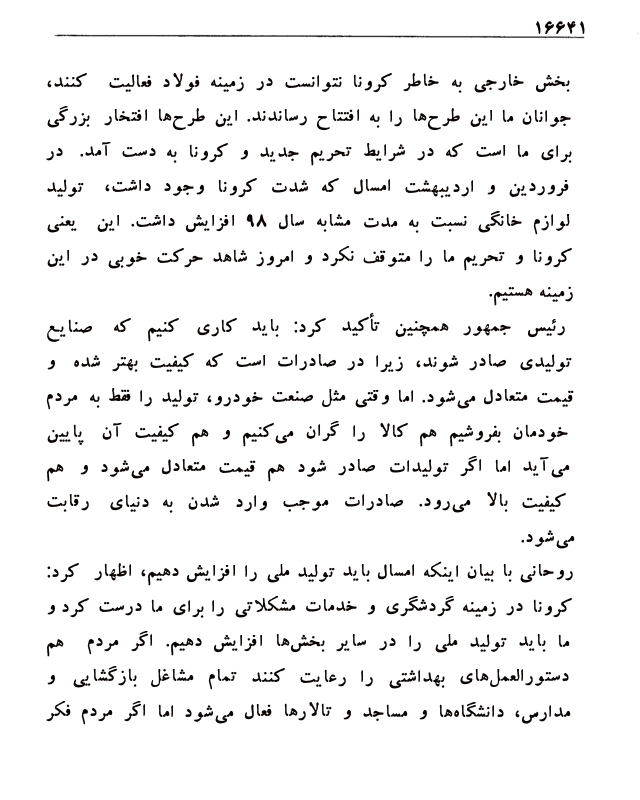 ۱۶۶۴۱
بخش خارجی به خاطر کرونا نتوانست در زمینه فولاد فعالیت کنند،
جوانان ما این طرح‌ها را به افتتاح رساندند. این طرح‌ها افتخار بزرگی
برای ما است که در شرایط تحریم جدید و کرونا به دست آمد. در
فروردین و اردیبهشت امسال که شدت کرونا وجود داشت، تولید
لوازم خانگی نسبت به مدت مشابه سال ۹۸ افزایش داشت. این یعنی
کرونا و تحریم ما را متوقف نکرد و امروز شاهد حرکت خوبی در این
زمینه هستیم.
رئیس جمهور همچنین تأکید کرد: باید کاری کنیم که صنایع
تولیدی صادر شوند، زیرا در صادرات است که کیفیت بهتر شده و
قیمت متعادل می‌شود. اما وقتی مثل صنعت خودرو، تولید را فقط به مردم
خودمان بفروشیم هم کالا را گران می‌کنیم و هم کیفیت آن پایین
می‌آید اما اگر تولیدات صادر شود هم قیمت متعادل می‌شود و هم
کیفیت بالا می‌رود. صادرات موجب وارد شدن به دنیای رقابت
می‌شود.
روحانی با بیان اینکه امسال باید تولید ملی را افزایش دهیم، اظهار کرد:
کرونا در زمینه گردشگری و خدمات مشکلاتی را برای ما درست کرد و
ما باید تولید ملی را در سایر بخش‌ها افزایش دهیم. اگر مردم هم
دستورالعمل‌های بهداشتی را رعایت کنند تمام مشاغل بازگشایی و
مدارس، دانشگاه‌ها و مساجد و تالارها فعال می‌شود اما اگر مردم فکر